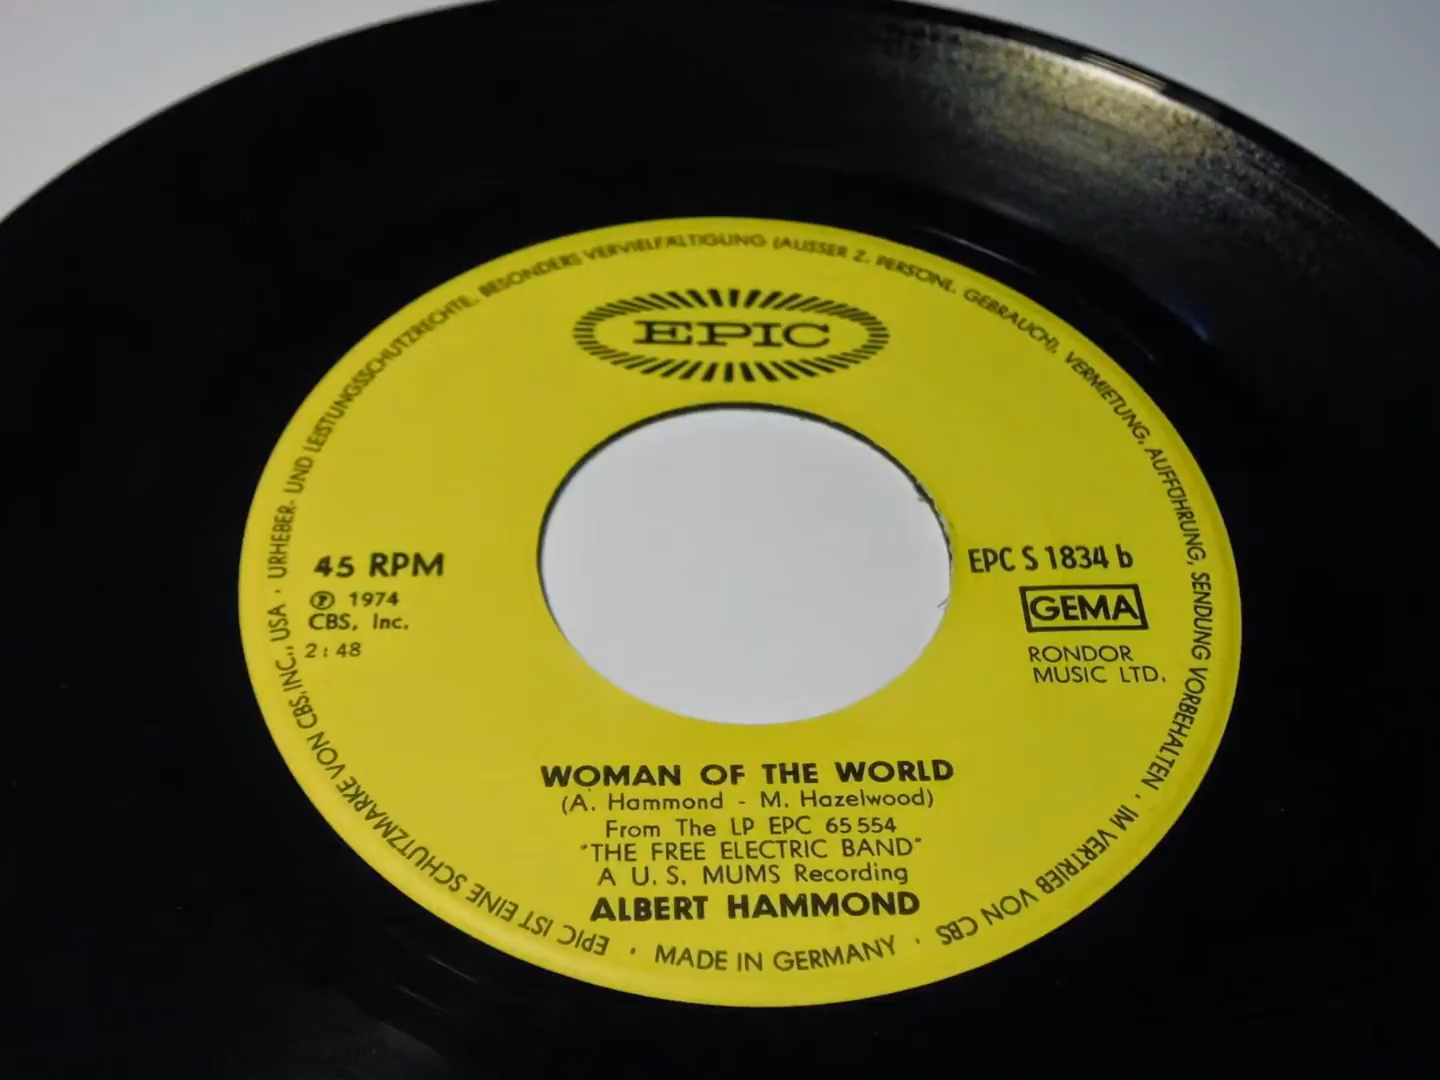 URHEBER- UND LEISTUNGSSCHUTZRECHTE, BESONDERS VERVIELFÄLTIGUNG (AUSSER Z. PERSÖNL. GEBRAUCH), VERMIETUNG, AUFFÜHRUNG, SENDUNG VORBEHALTEN · IM VERTRIEB VON CBS · MADE IN GERMANY · EPIC IST EINE SCHUTZMARKE VON CBS, INC., USA ·
EPIC
45 RPM
Ⓟ 1974
CBS, Inc.
2:48
EPC S 1834 b
GEMA
RONDOR
MUSIC LTD.
WOMAN OF THE WORLD
(A. Hammond - M. Hazelwood)
From The LP EPC 65 554
"THE FREE ELECTRIC BAND"
A U.S. MUMS Recording
ALBERT HAMMOND